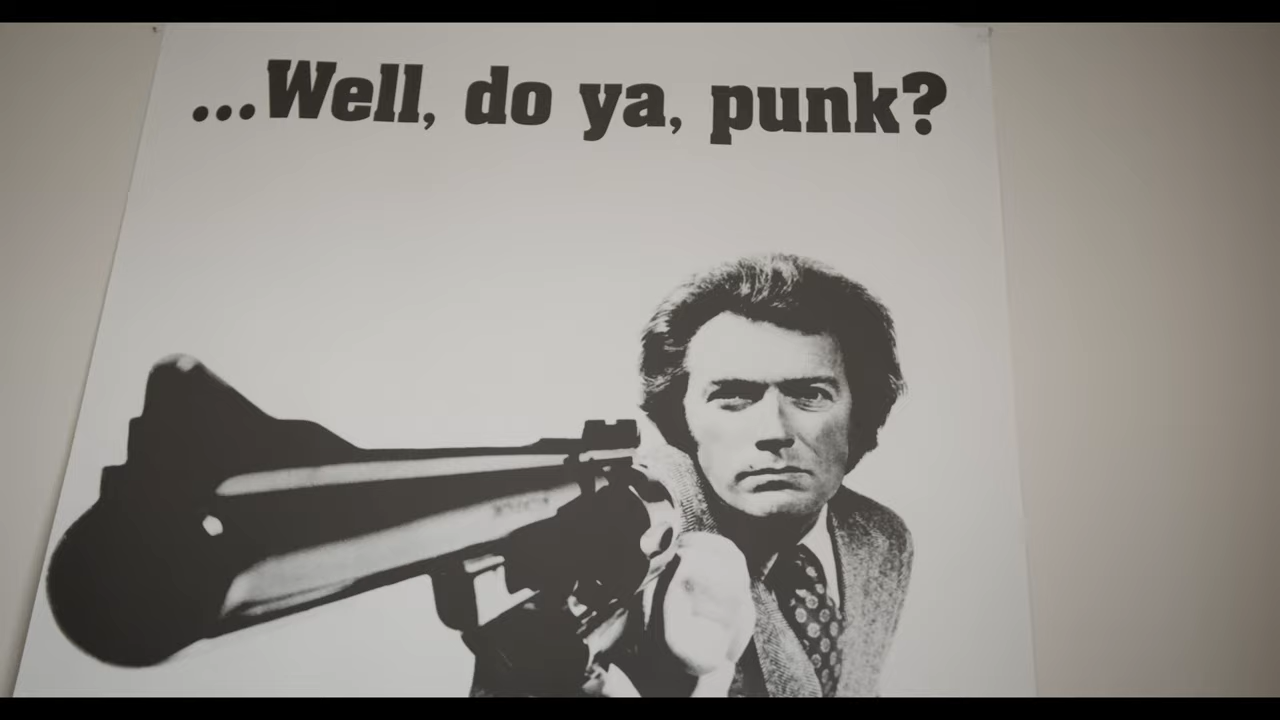 ...Well, do ya, punk?